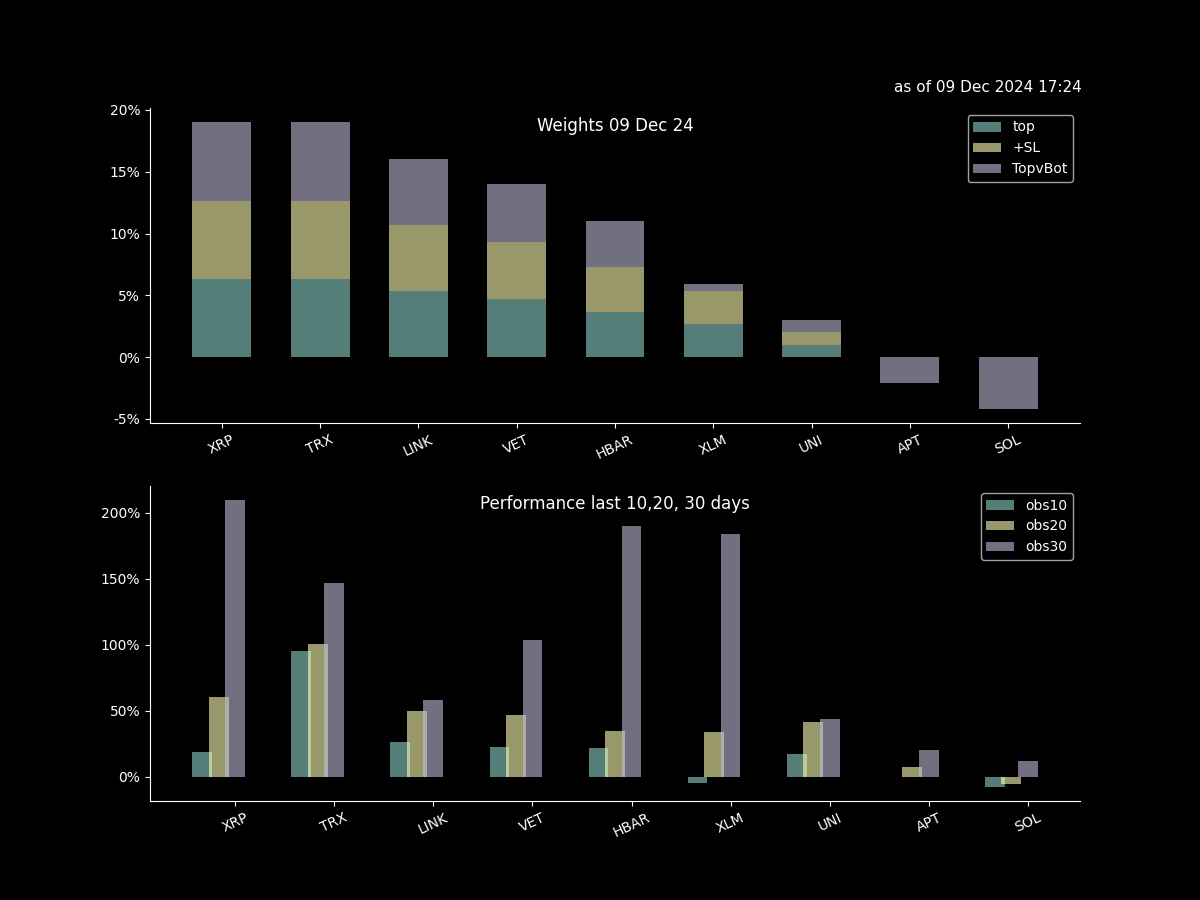 as of 09 Dec 2024 17:24
Weights 09 Dec 24
top
+SL
TopvBot
20%
15%
10%
5%
0%
-5%
XRP TRX LINK VET HBAR XLM UNI APT SOL
Performance last 10,20, 30 days
obs10
obs20
obs30
200%
150%
100%
50%
0%
XRP TRX LINK VET HBAR XLM UNI APT SOL